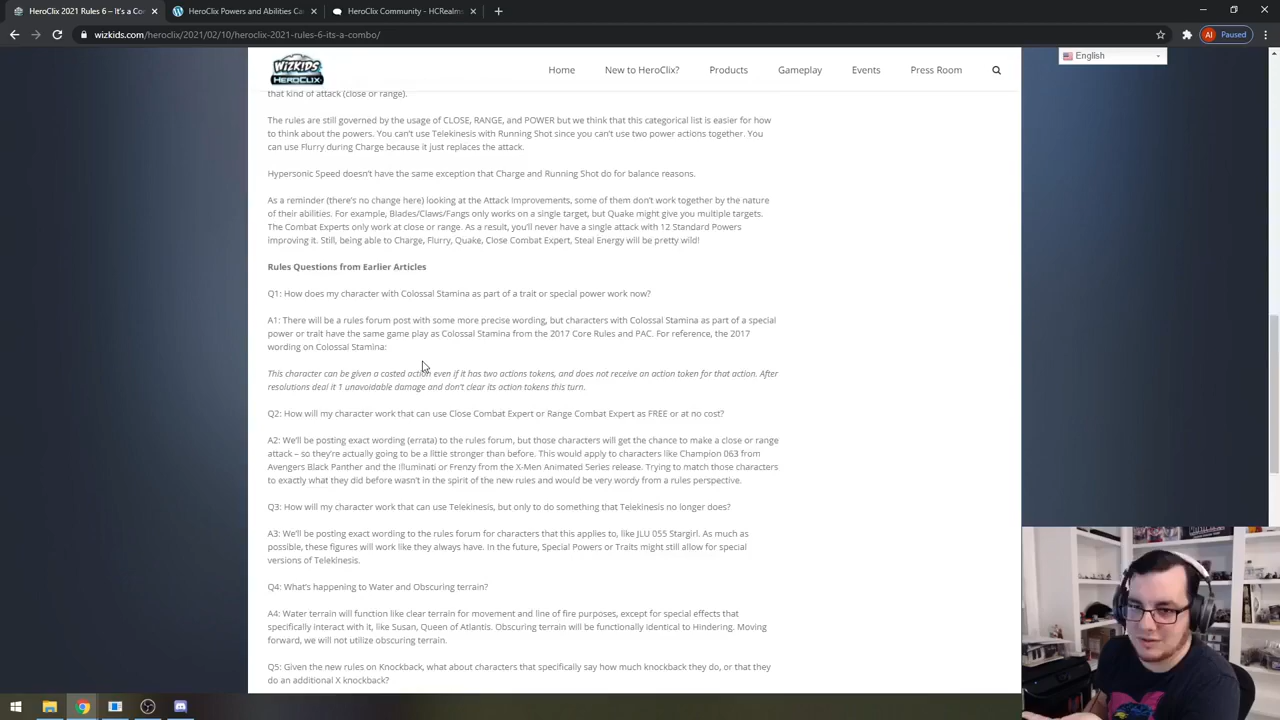 HeroClix 2021 Rules 6 – It's a Co
HeroClix Powers and Abilities Ca
HeroClix Community - HCRealms
wizkids.com/heroclix/2021/02/10/heroclix-2021-rules-6-its-a-combo/
AI Paused
WIZKIDS HEROCLIX
Home New to HeroClix? Products Gameplay Events Press Room
English
that kind of attack (close or range).
The rules are still governed by the usage of CLOSE, RANGE, and POWER but we think that this categorical list is easier for how
to think about the powers. You can't use Telekinesis with Running Shot since you can't use two power actions together. You
can use Flurry during Charge because it just replaces the attack.
Hypersonic Speed doesn't have the same exception that Charge and Running Shot do for balance reasons.
As a reminder (there's no change here) looking at the Attack Improvements, some of them don't work together by the nature
of their abilities. For example, Blades/Claws/Fangs only works on a single target, but Quake might give you multiple targets.
The Combat Experts only work at close or range. As a result, you'll never have a single attack with 12 Standard Powers
improving it. Still, being able to Charge, Flurry, Quake, Close Combat Expert, Steal Energy will be pretty wild!
Rules Questions from Earlier Articles
Q1: How does my character with Colossal Stamina as part of a trait or special power work now?
A1: There will be a rules forum post with some more precise wording, but characters with Colossal Stamina as part of a special
power or trait have the same game play as Colossal Stamina from the 2017 Core Rules and PAC. For reference, the 2017
wording on Colossal Stamina:
This character can be given a costed action even if it has two actions tokens, and does not receive an action token for that action. After
resolutions deal it 1 unavoidable damage and don't clear its action tokens this turn.
Q2: How will my character work that can use Close Combat Expert or Range Combat Expert as FREE or at no cost?
A2: We'll be posting exact wording (errata) to the rules forum, but those characters will get the chance to make a close or range
attack – so they're actually going to be a little stronger than before. This would apply to characters like Champion 063 from
Avengers Black Panther and the Illuminati or Frenzy from the X-Men Animated Series release. Trying to match those characters
to exactly what they did before wasn't in the spirit of the new rules and would be very wordy from a rules perspective.
Q3: How will my character work that can use Telekinesis, but only to do something that Telekinesis no longer does?
A3: We'll be posting exact wording to the rules forum for characters that this applies to, like JLU 055 Stargirl. As much as
possible, these figures will work like they always have. In the future, Special Powers or Traits might still allow for special
versions of Telekinesis.
Q4: What's happening to Water and Obscuring terrain?
A4: Water terrain will function like clear terrain for movement and line of fire purposes, except for special effects that
specifically interact with it, like Susan, Queen of Atlantis. Obscuring terrain will be functionally identical to Hindering. Moving
forward, we will not utilize obscuring terrain.
Q5: Given the new rules on Knockback, what about characters that specifically say how much knockback they do, or that they
do an additional X knockback?